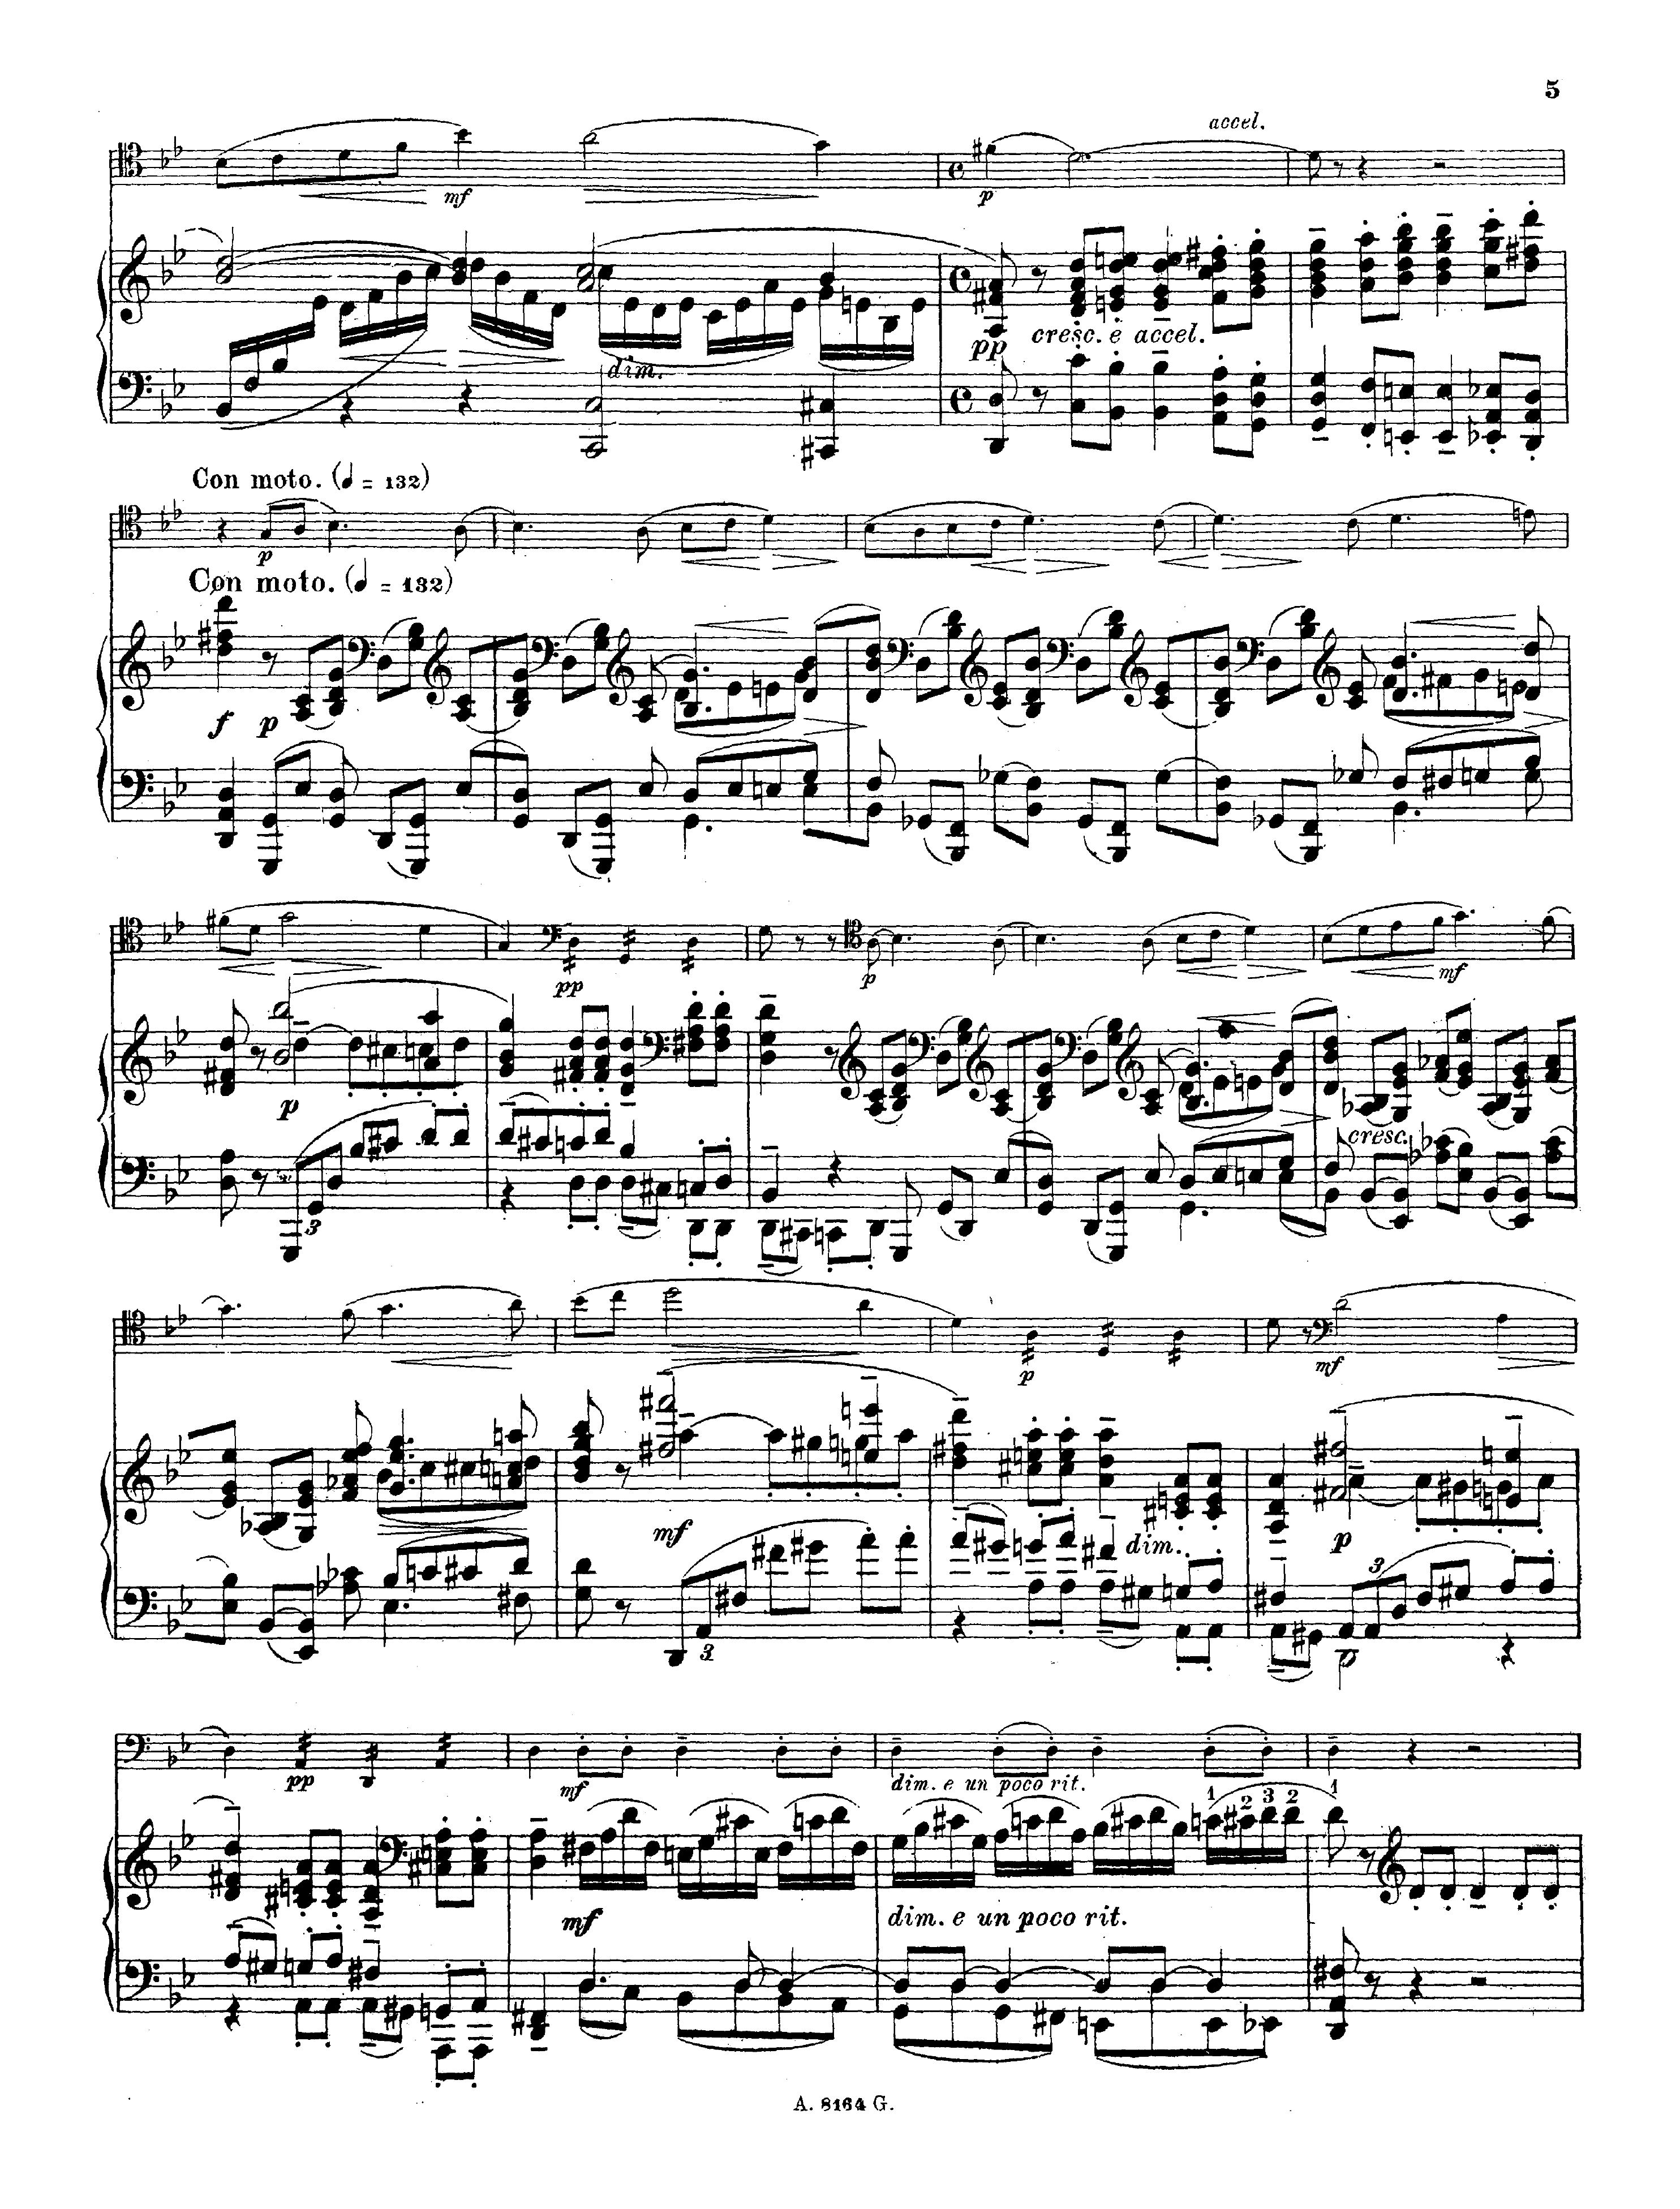 5
accel.
mf
p
pp cresc. e accel.
dim.
Con moto. (♩ = 132)
p
Con moto. (♩ = 132)
f p
pp p mf
p
3
cresc.
p mf
mf dim. p
3 3
pp mf dim. e un poco rit.
1 2 3 2 1
mf dim. e un poco rit.
A. 8164 G.